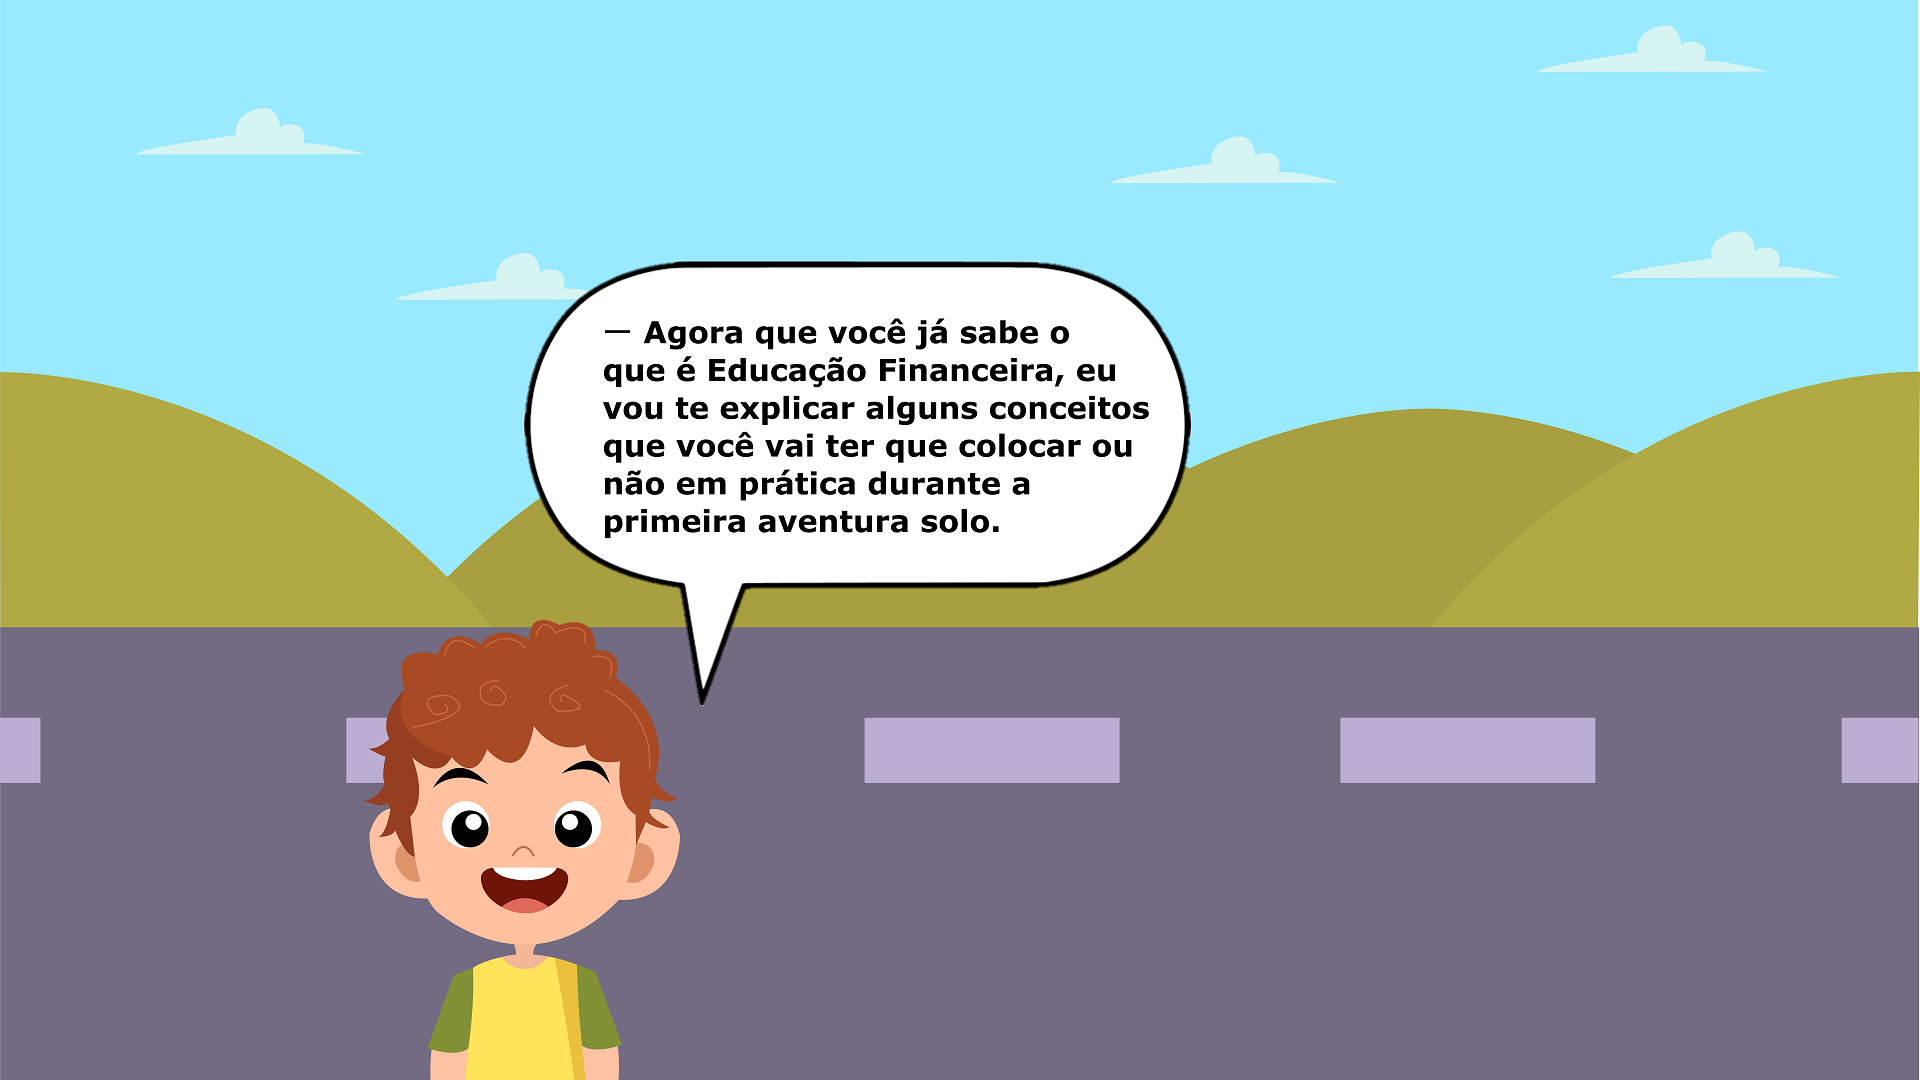 — Agora que você já sabe o
que é Educação Financeira, eu
vou te explicar alguns conceitos
que você vai ter que colocar ou
não em prática durante a
primeira aventura solo.